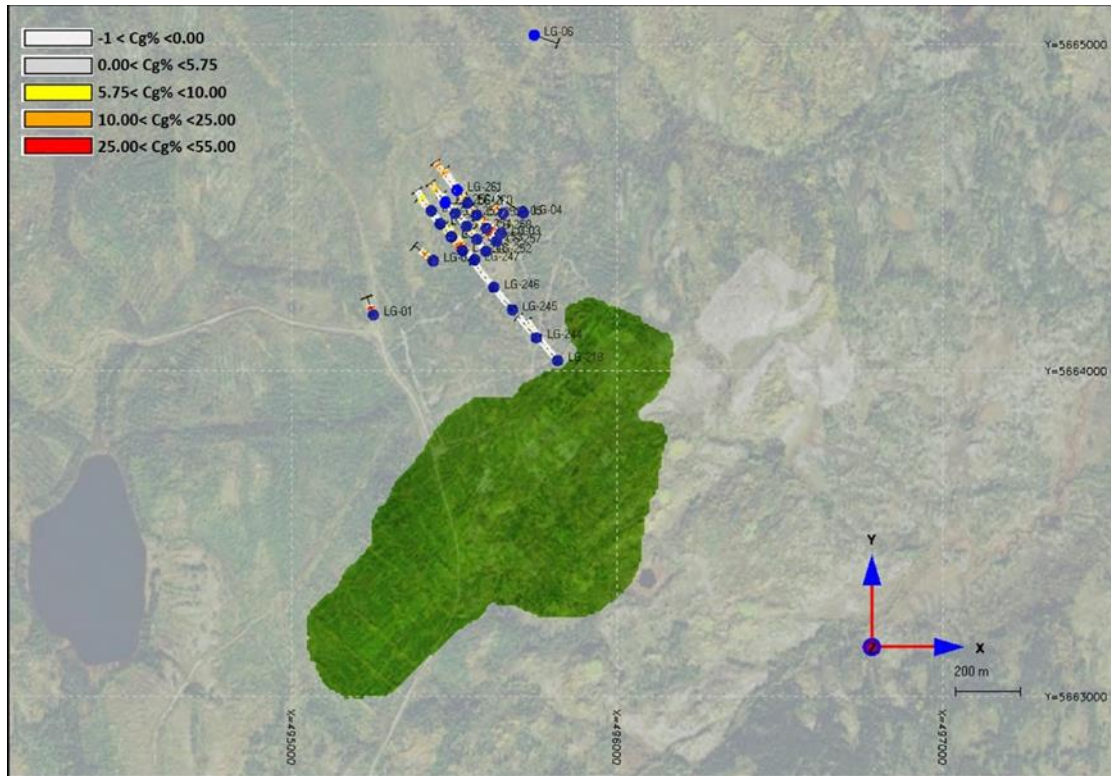 -1 < Cg% <0.00
0.00< Cg% <5.75
5.75< Cg% <10.00
10.00< Cg% <25.00
25.00< Cg% <55.00
LG-06
Y=5665000
LG-261
LG-04
LG-247
LG-246
LG-01
LG-245
LG-244
LG-218
Y=5664000
Y
X
Z
200 m
Y=5663000
X=495000
X=496000
X=497000